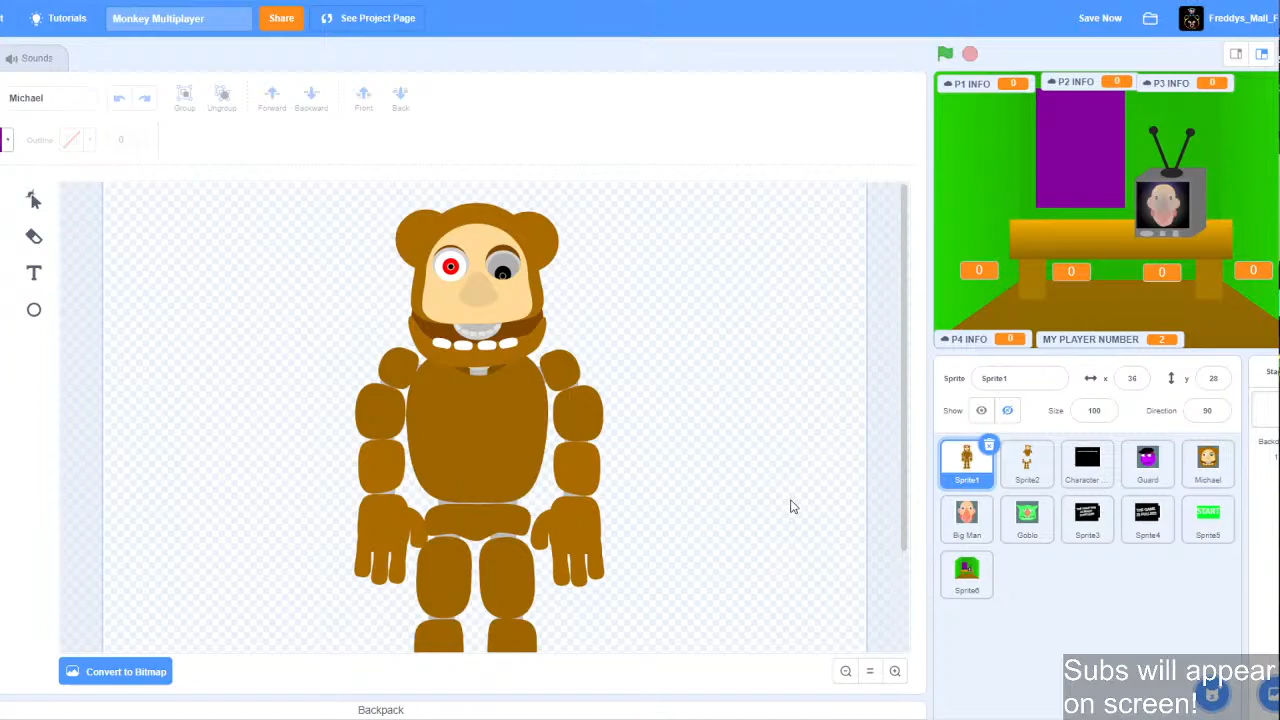 t
Tutorials
Monkey Multiplayer
Share
See Project Page
Save Now
Freddys_Mall_F
Sounds
Michael
Group
Ungroup
Forward
Backward
Front
Back
Outline
0
P1 INFO 0
P2 INFO 0
P3 INFO 0
0
0
0
0
P4 INFO 0
MY PLAYER NUMBER 2
Sprite
Sprite1
x
36
y
28
Show
Size
100
Direction
90
Sta
Sprite1
Sprite2
Character
Guard
Michael
Backd
1
Big Man
Goblo
Sprite3
Sprite4
START
Sprite5
Sprite6
Convert to Bitmap
Backpack
Subs will appear
on screen!